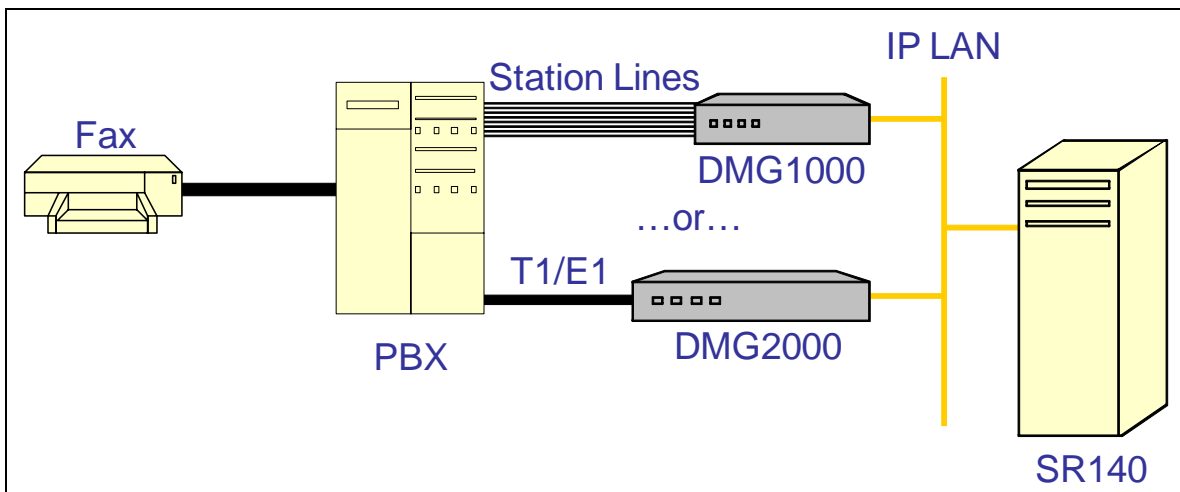 IP LAN
Station Lines
Fax
DMG1000
…or…
T1/E1
DMG2000
PBX
SR140